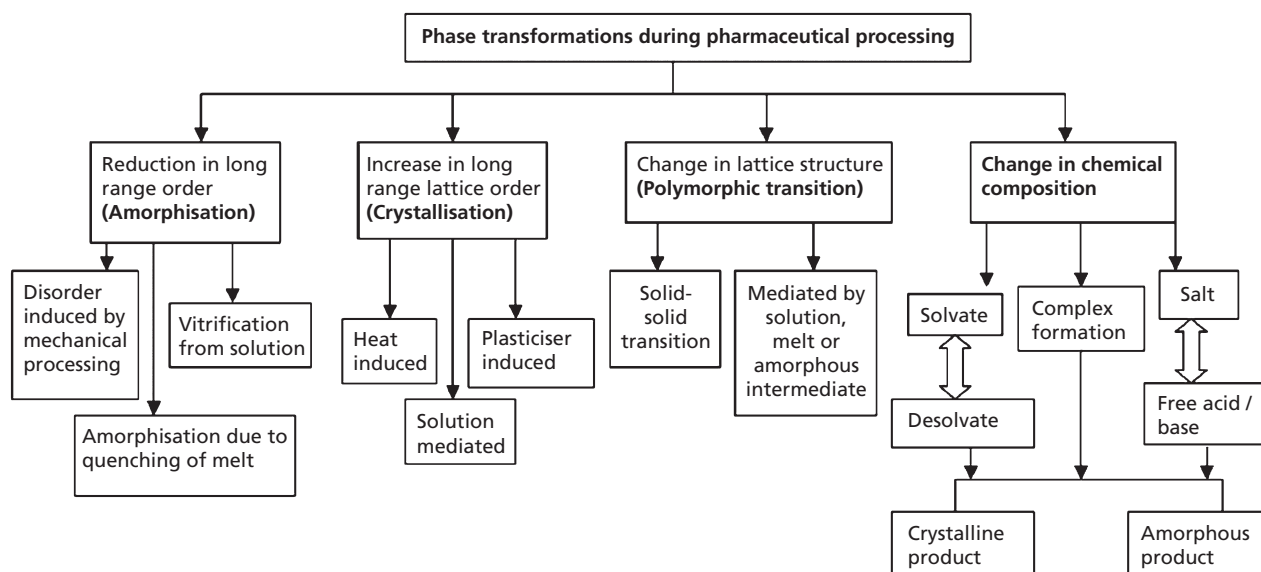 Phase transformations during pharmaceutical processing
Reduction in long
range order
(Amorphisation)
Increase in long
range lattice order
(Crystallisation)
Change in lattice structure
(Polymorphic transition)
Change in chemical
composition
Disorder
induced by
mechanical
processing
Vitrification
from solution
Amorphisation due to
quenching of melt
Heat
induced
Plasticiser
induced
Solution
mediated
Solid-
solid
transition
Mediated by
solution,
melt or
amorphous
intermediate
Solvate
Complex
formation
Salt
Desolvate
Free acid /
base
Crystalline
product
Amorphous
product